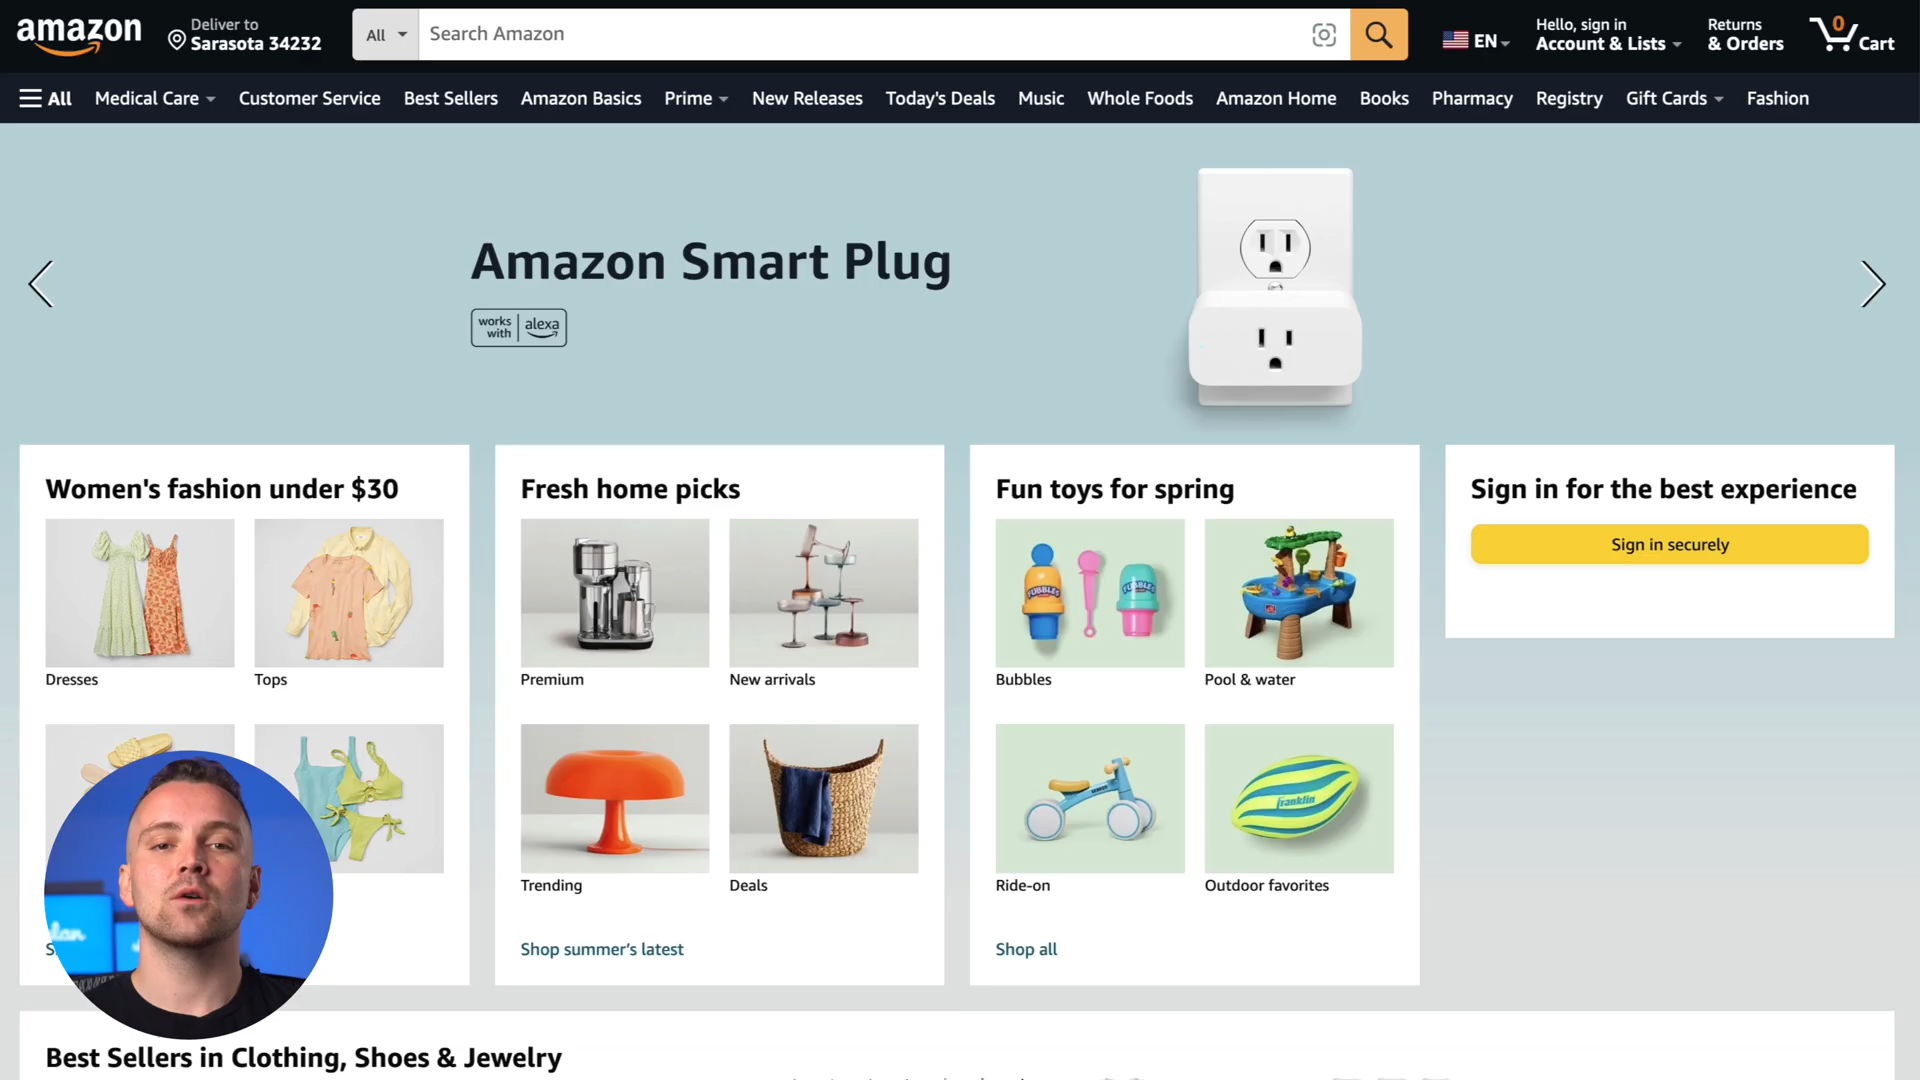 amazon
Deliver to
Sarasota 34232
All
Search Amazon
EN
Hello, sign in
Account & Lists
Returns
& Orders
0
Cart
All
Medical Care
Customer Service
Best Sellers
Amazon Basics
Prime
New Releases
Today's Deals
Music
Whole Foods
Amazon Home
Books
Pharmacy
Registry
Gift Cards
Fashion
Amazon Smart Plug
works
with
alexa
Women's fashion under $30
Fresh home picks
Fun toys for spring
Sign in for the best experience
Sign in securely
FUBBLES
FUBBLES
Dresses
Tops
Premium
New arrivals
Bubbles
Pool & water
Franklin
Trending
Deals
Ride-on
Outdoor favorites
Shop summer's latest
Shop all
Best Sellers in Clothing, Shoes & Jewelry